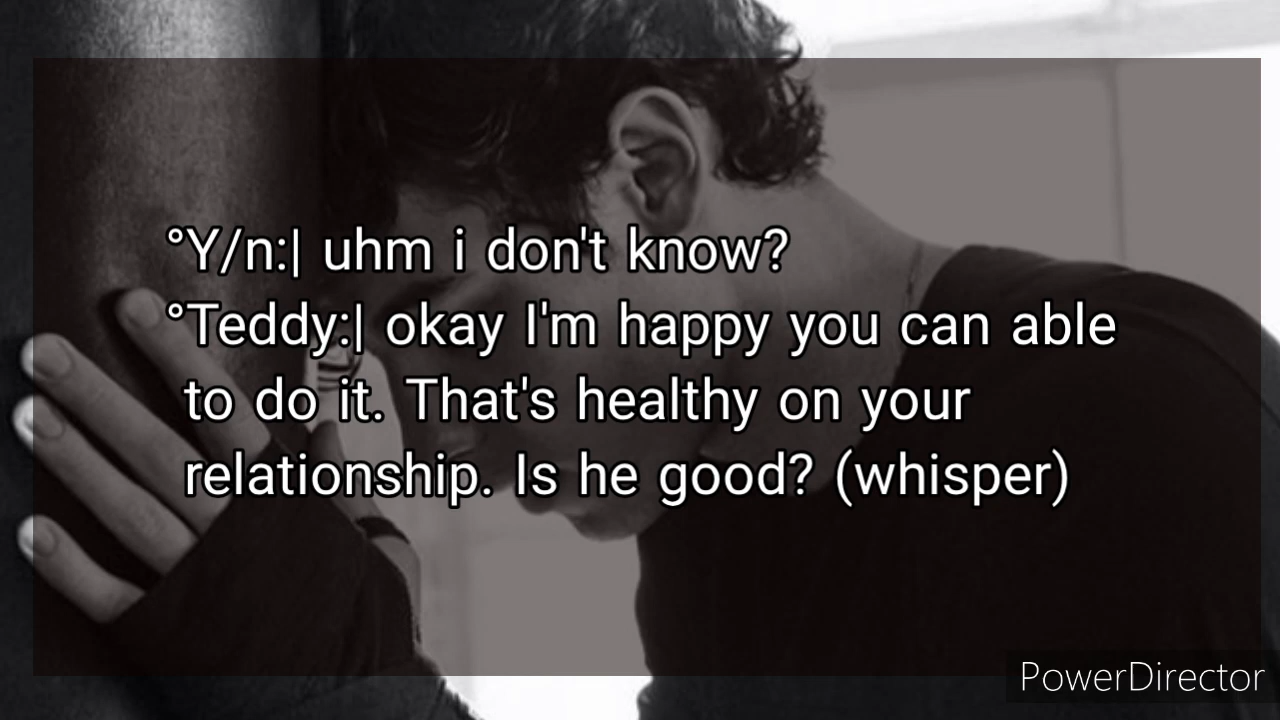 °Y/n:| uhm i don't know?
°Teddy:| okay I'm happy you can able
to do it. That's healthy on your
relationship. Is he good? (whisper)
PowerDirector